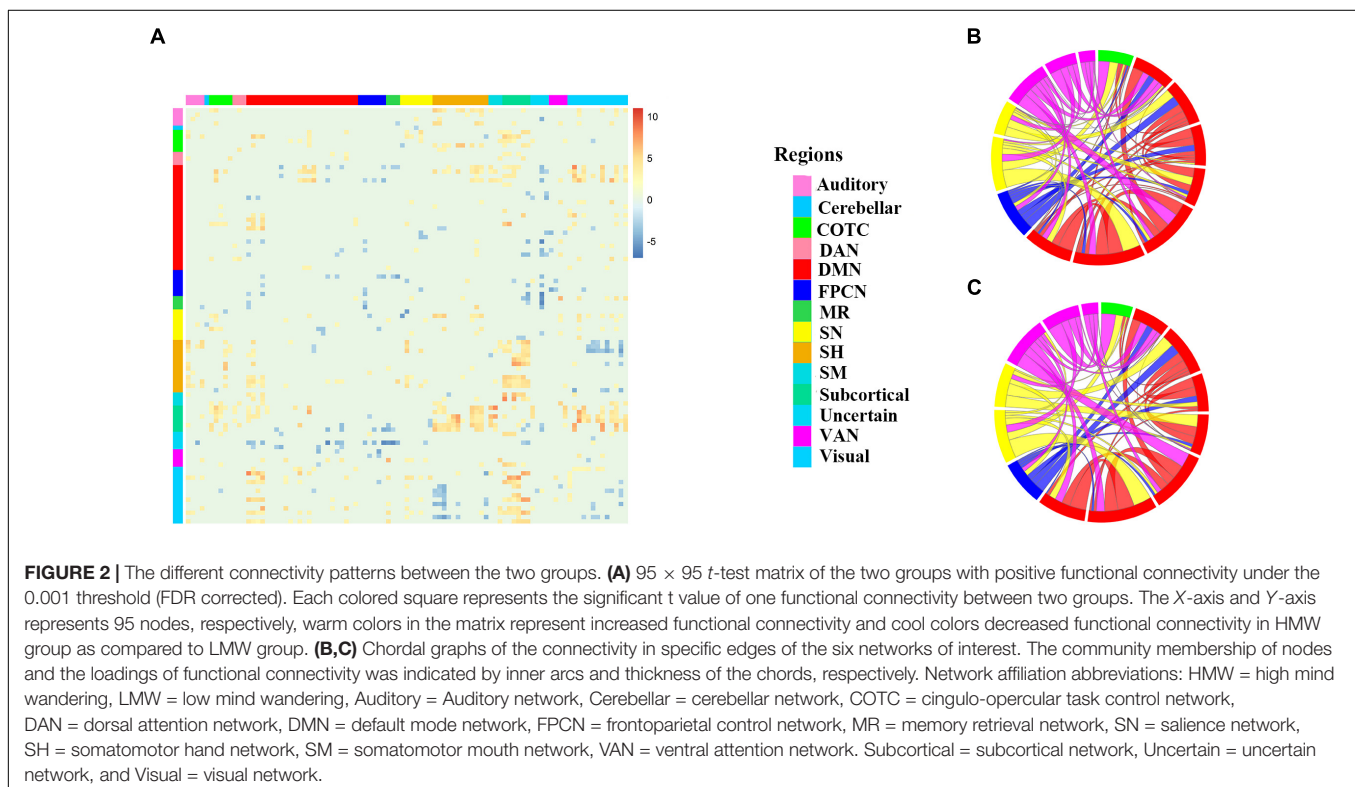 A
B
10
5
0
-5
Regions
Auditory
Cerebellar
COTC
DAN
DMN
FPCN
MR
SN
SH
SM
Subcortical
Uncertain
VAN
Visual
C
FIGURE 2 | The different connectivity patterns between the two groups. (A) 95 × 95 t-test matrix of the two groups with positive functional connectivity under the
0.001 threshold (FDR corrected). Each colored square represents the significant t value of one functional connectivity between two groups. The X-axis and Y-axis
represents 95 nodes, respectively, warm colors in the matrix represent increased functional connectivity and cool colors decreased functional connectivity in HMW
group as compared to LMW group. (B,C) Chordal graphs of the connectivity in specific edges of the six networks of interest. The community membership of nodes
and the loadings of functional connectivity was indicated by inner arcs and thickness of the chords, respectively. Network affiliation abbreviations: HMW = high mind
wandering, LMW = low mind wandering, Auditory = Auditory network, Cerebellar = cerebellar network, COTC = cingulo-opercular task control network,
DAN = dorsal attention network, DMN = default mode network, FPCN = frontoparietal control network, MR = memory retrieval network, SN = salience network,
SH = somatomotor hand network, SM = somatomotor mouth network, VAN = ventral attention network. Subcortical = subcortical network, Uncertain = uncertain
network, and Visual = visual network.